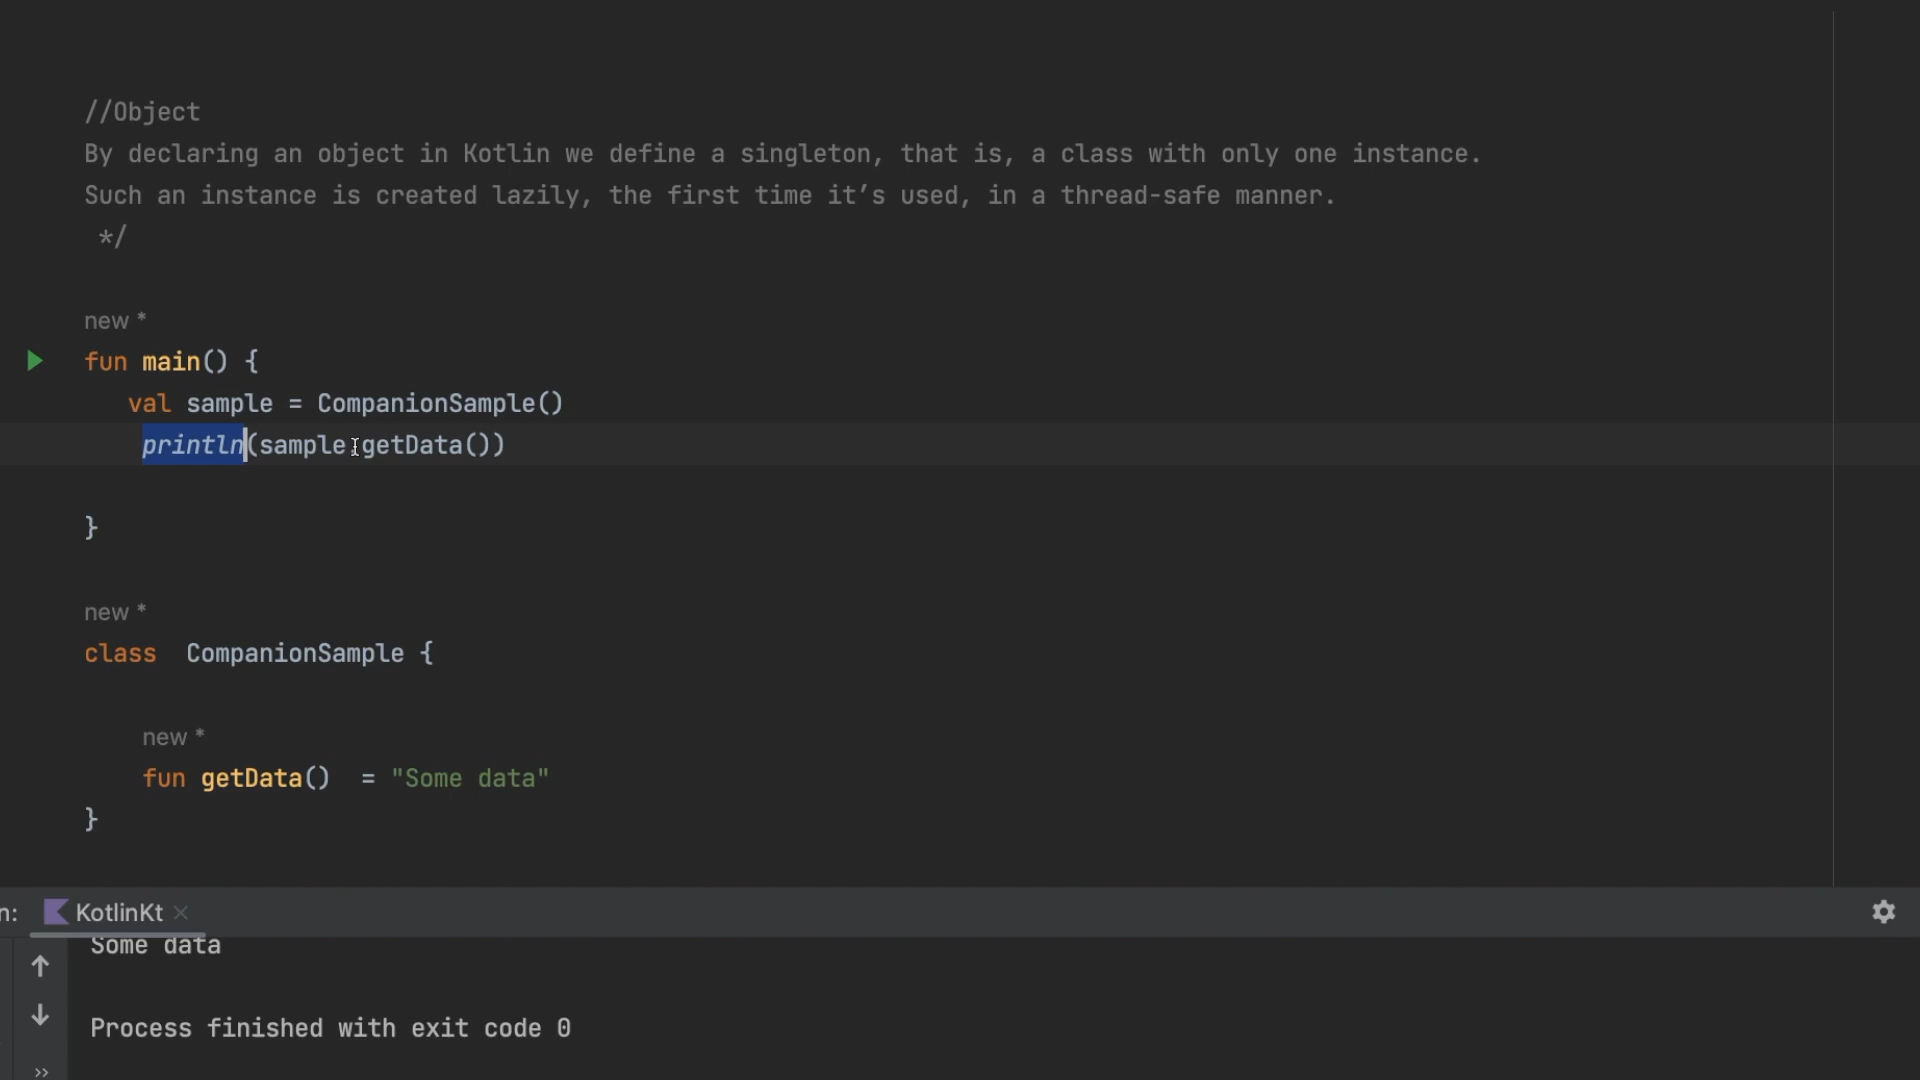 //Object
By declaring an object in Kotlin we define a singleton, that is, a class with only one instance.
Such an instance is created lazily, the first time it’s used, in a thread-safe manner.
*/
new *
fun main() {
val sample = CompanionSample()
println(sample.getData())
}
new *
class  CompanionSample {
new *
fun getData()  = "Some data"
}
n: KotlinKt
Some data
Process finished with exit code 0